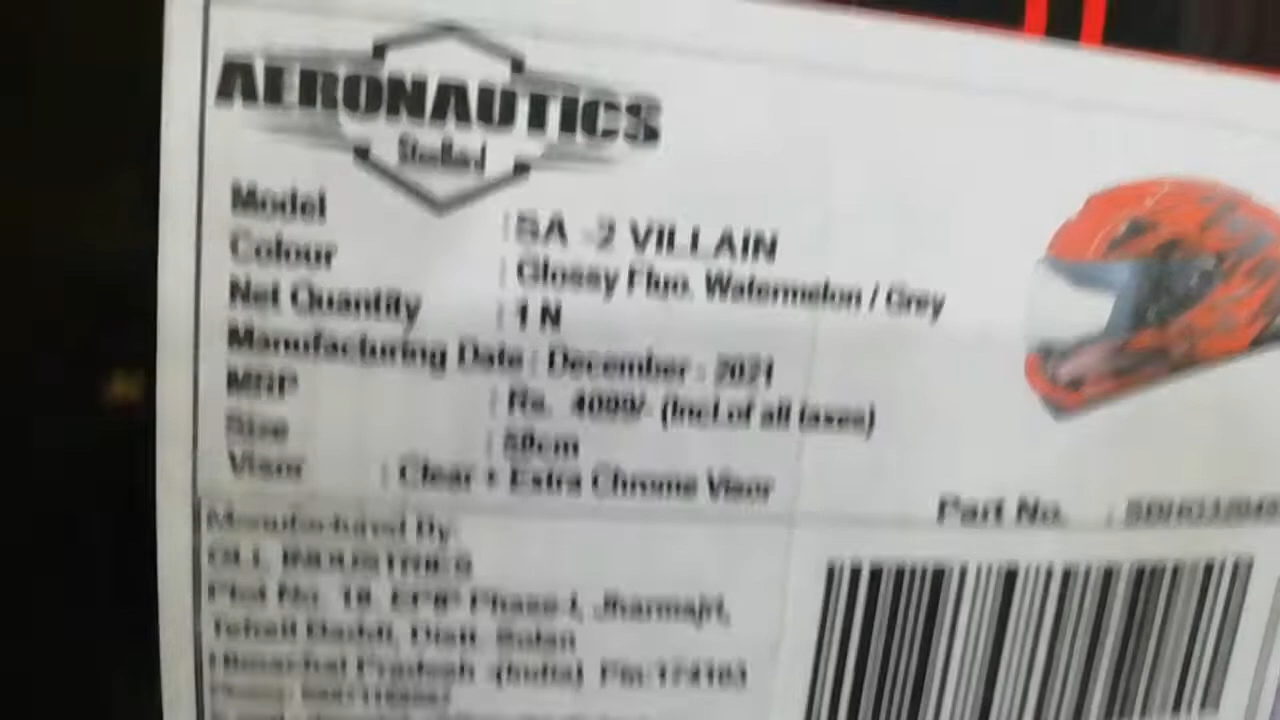 AERONAUTICS
Model : SA -2 VILLAIN
Colour : Glossy Fluo. Watermelon / Grey
Net Quantity : 1 N
Manufacturing Date : December - 2021
MRP : Rs. 4099/- (Incl.of all taxes)
Size : 58cm
Visor : Clear + Extra Chrome Visor
Part No. :
Manufactured By
INDUSTRIES
Plot No. 18, EPIP Phase-I, Jharmajri,
Tehsil Baddi, Distt. Solan
Himachal Pradesh (India) Pin:174103